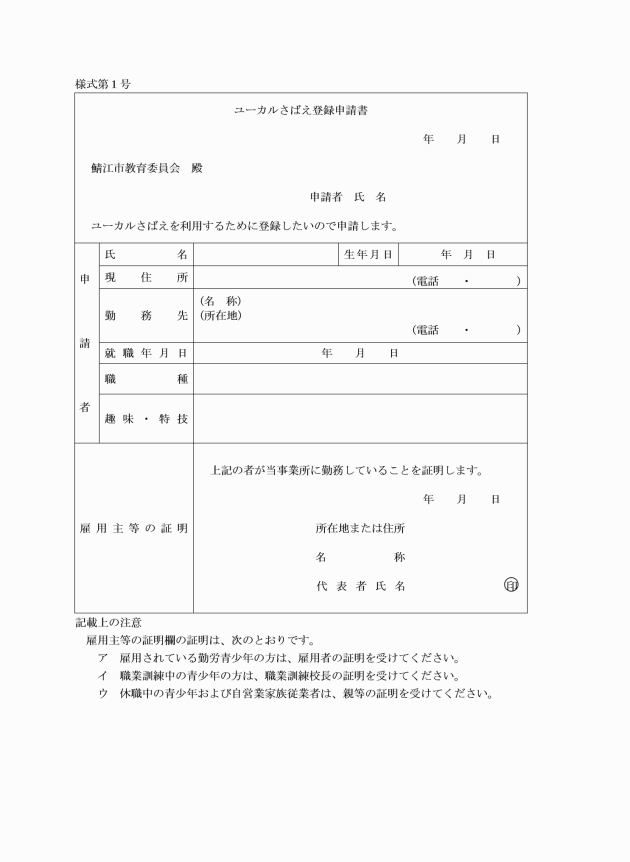 様式第1号
ユーカルさばえ登録申請書
年　月　日
鯖江市教育委員会　殿
申請者　氏　名
ユーカルさばえを利用するために登録したいので申請します。
申請者
氏名
生年月日
年　月　日
現住所
（電話　・　）
勤務先
（名　称）
（所在地）
（電話　・　）
就職年月日
年　月　日
職種
趣味・特技
雇用主等の証明
上記の者が当事業所に勤務していることを証明します。
年　月　日
所在地または住所
名称
代表者氏名　㊞
記載上の注意
雇用主等の証明欄の証明は、次のとおりです。
ア　雇用されている勤労青少年の方は、雇用者の証明を受けてください。
イ　職業訓練中の青少年の方は、職業訓練校長の証明を受けてください。
ウ　休職中の青少年および自営業家族従業者は、親等の証明を受けてください。